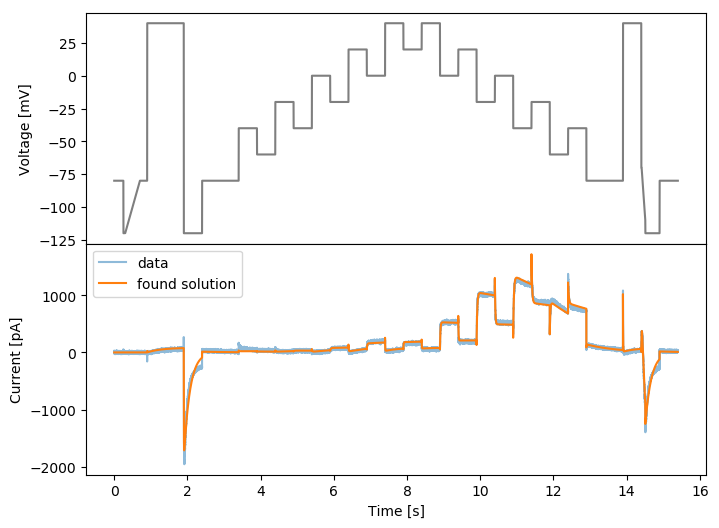 Voltage [mV]
25
0
−25
−50
−75
−100
−125
Current [pA]
data
found solution
1000
0
−1000
−2000
0 2 4 6 8 10 12 14 16
Time [s]